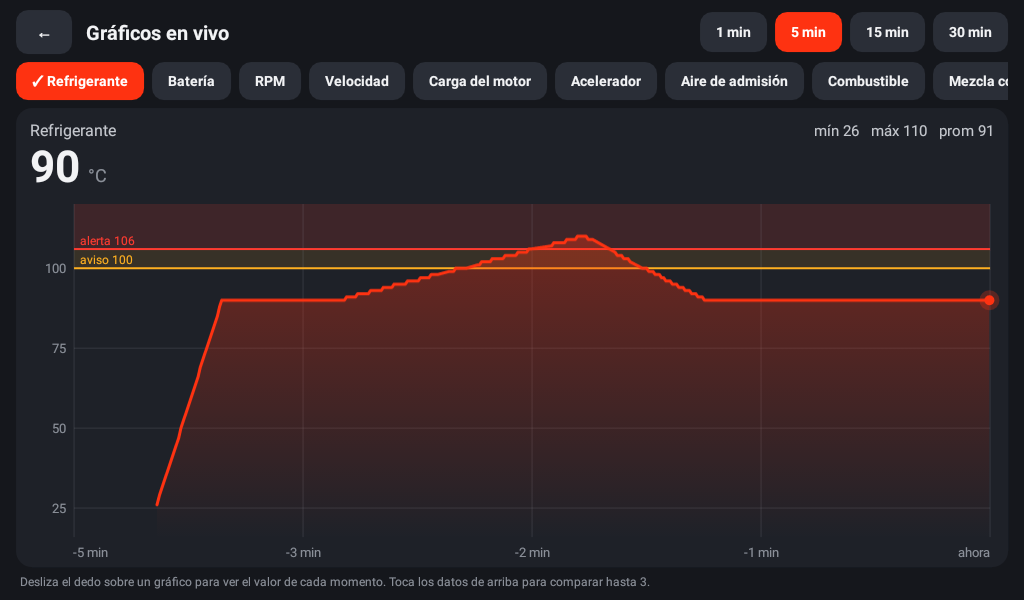 ←
Gráficos en vivo
1 min
5 min
15 min
30 min
✓ Refrigerante
Batería
RPM
Velocidad
Carga del motor
Acelerador
Aire de admisión
Combustible
Mezcla
Refrigerante
mín 26 máx 110 prom 91
90 °C
alerta 106
aviso 100
100
75
50
25
-5 min
-3 min
-2 min
-1 min
ahora
Desliza el dedo sobre un gráfico para ver el valor de cada momento. Toca los datos de arriba para comparar hasta 3.